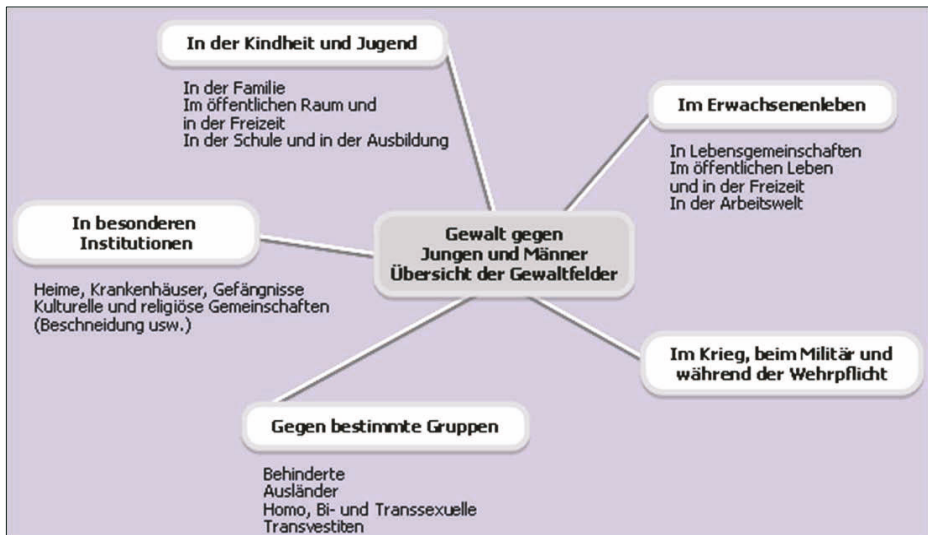 In der Kindheit und Jugend
In der Familie
Im öffentlichen Raum und
in der Freizeit
In der Schule und in der Ausbildung
Im Erwachsenenleben
In Lebensgemeinschaften
Im öffentlichen Leben
und in der Freizeit
In der Arbeitswelt
In besonderen
Institutionen
Heime, Krankenhäuser, Gefängnisse
Kulturelle und religiöse Gemeinschaften
(Beschneidung usw.)
Gewalt gegen
Jungen und Männer
Übersicht der Gewaltfelder
Im Krieg, beim Militär und
während der Wehrpflicht
Gegen bestimmte Gruppen
Behinderte
Ausländer
Homo, Bi- und Transsexuelle
Transvestiten